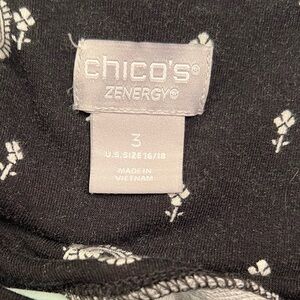 chico's®
ZENERGY®
3
U.S. SIZE 16/18
MADE IN
VIETNAM